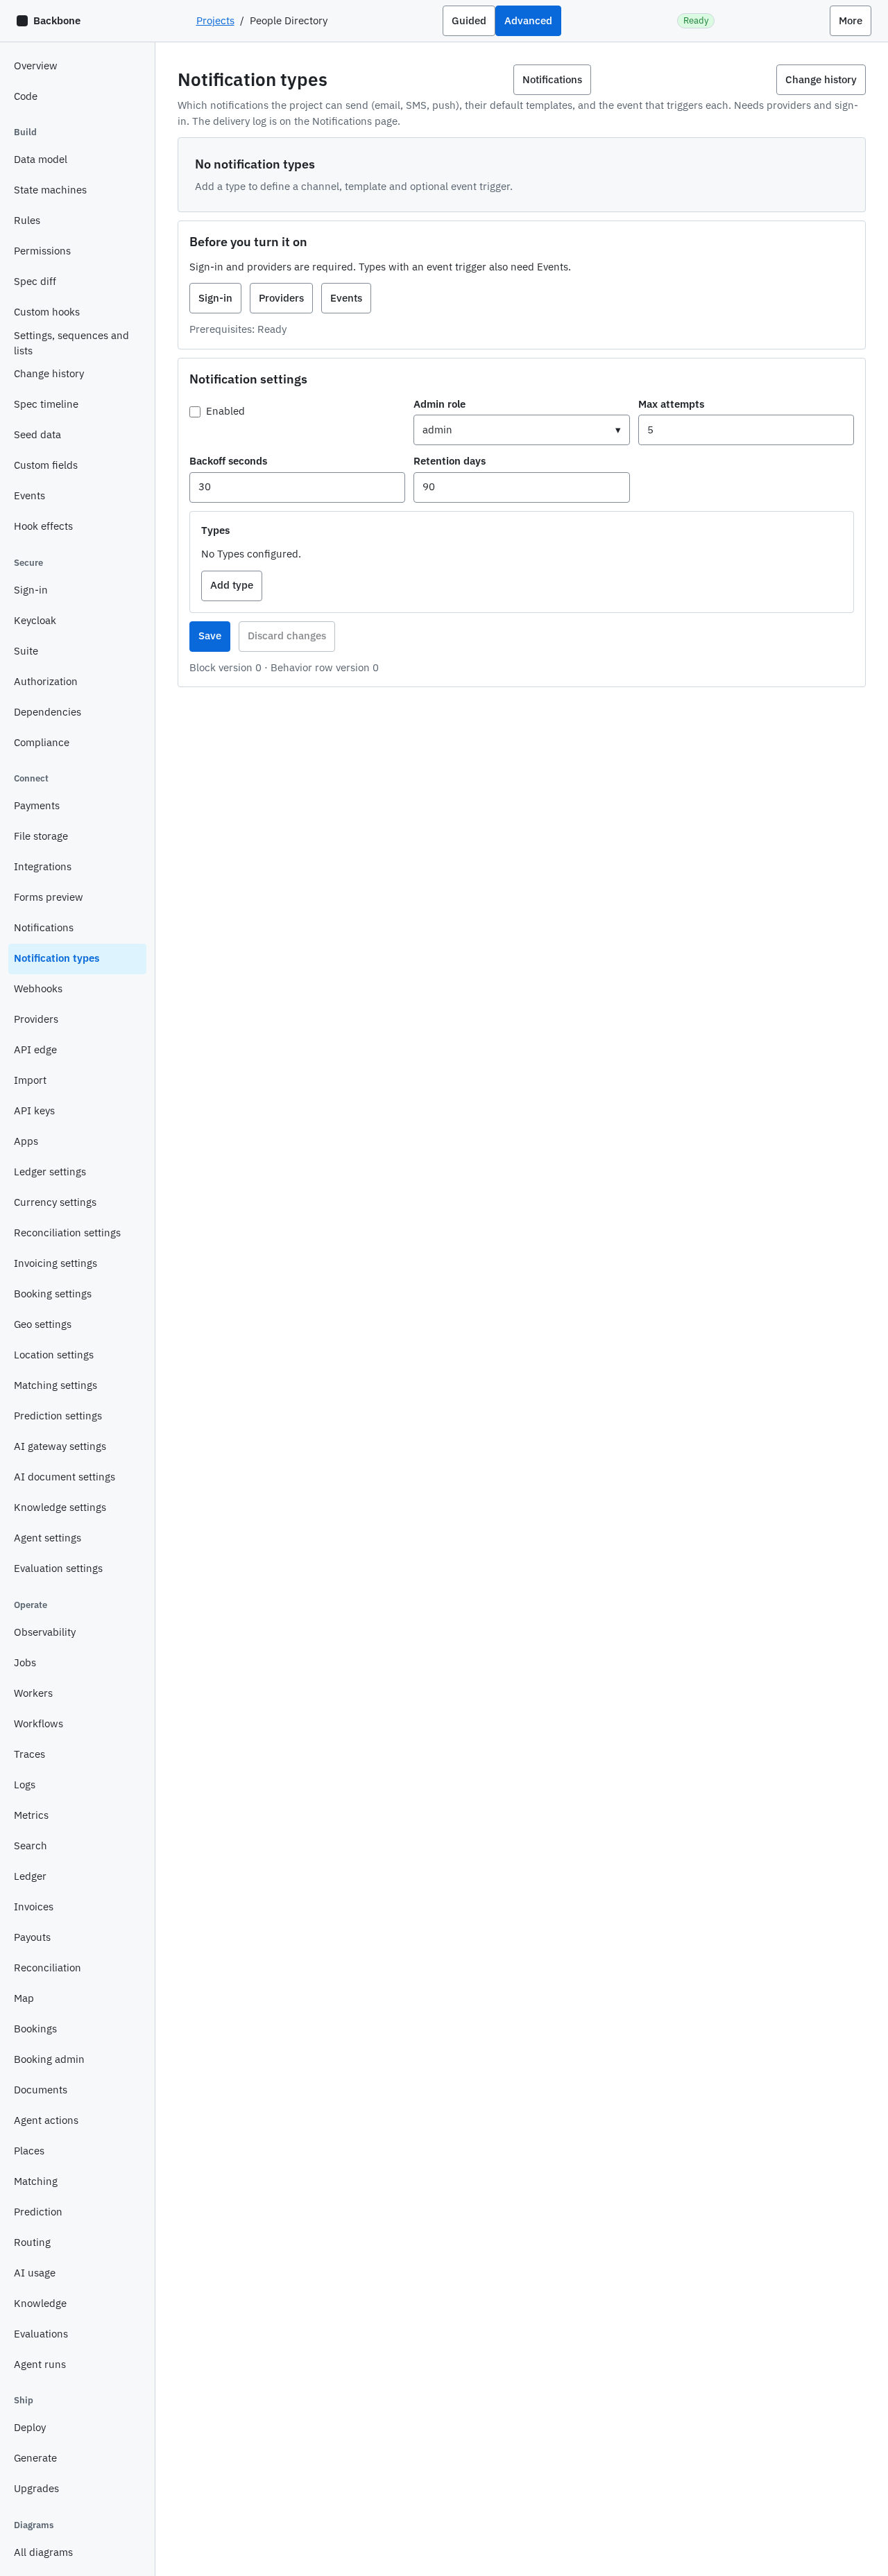 Backbone
Projects / People Directory
Guided
Advanced
Ready
More
Overview
Code
Build
Data model
State machines
Rules
Permissions
Spec diff
Custom hooks
Settings, sequences and
lists
Change history
Spec timeline
Seed data
Custom fields
Events
Hook effects
Secure
Sign-in
Keycloak
Suite
Authorization
Dependencies
Compliance
Connect
Payments
File storage
Integrations
Forms preview
Notifications
Notification types
Webhooks
Providers
API edge
Import
API keys
Apps
Ledger settings
Currency settings
Reconciliation settings
Invoicing settings
Booking settings
Geo settings
Location settings
Matching settings
Prediction settings
AI gateway settings
AI document settings
Knowledge settings
Agent settings
Evaluation settings
Operate
Observability
Jobs
Workers
Workflows
Traces
Logs
Metrics
Search
Ledger
Invoices
Payouts
Reconciliation
Map
Bookings
Booking admin
Documents
Agent actions
Places
Matching
Prediction
Routing
AI usage
Knowledge
Evaluations
Agent runs
Ship
Deploy
Generate
Upgrades
Diagrams
All diagrams
Notification types
Notifications
Change history
Which notifications the project can send (email, SMS, push), their default templates, and the event that triggers each. Needs providers and sign-
in. The delivery log is on the Notifications page.
No notification types
Add a type to define a channel, template and optional event trigger.
Before you turn it on
Sign-in and providers are required. Types with an event trigger also need Events.
Sign-in
Providers
Events
Prerequisites: Ready
Notification settings
Enabled
Admin role
admin
Max attempts
5
Backoff seconds
30
Retention days
90
Types
No Types configured.
Add type
Save
Discard changes
Block version 0 · Behavior row version 0